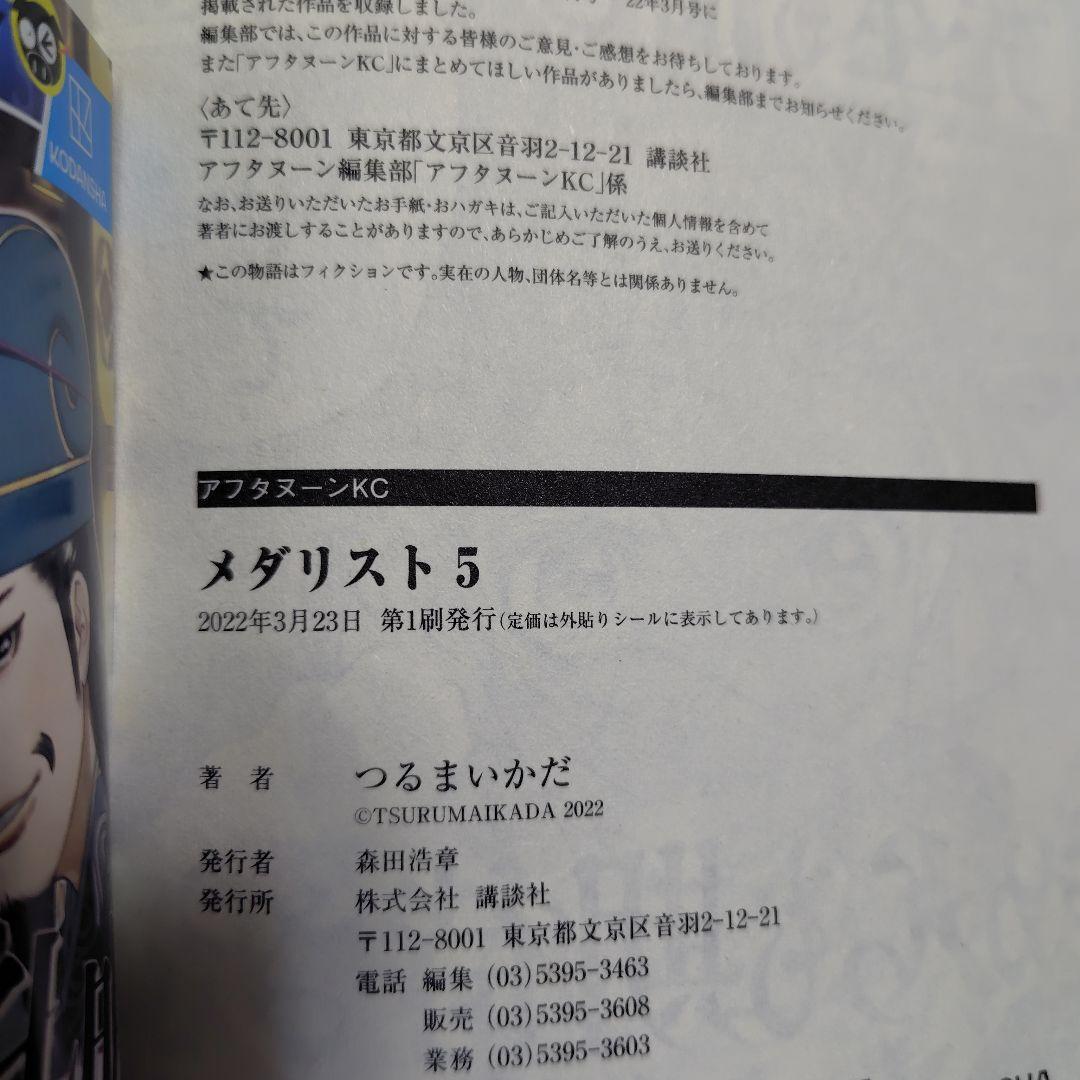 掲載された作品を収録しました。 22年3月号に
編集部では、この作品に対する皆様のご意見・ご感想をお待ちしております。
また「アフタヌーンKC」にまとめてほしい作品がありましたら、編集部までお知らせください。
〈あて先〉
〒112-8001 東京都文京区音羽2-12-21 講談社
アフタヌーン編集部「アフタヌーンKC」係
なお、お送りいただいたお手紙・おハガキは、ご記入いただいた個人情報を含めて
著者にお渡しすることがありますので、あらかじめご了解のうえ、お送りください。
★この物語はフィクションです。実在の人物、団体名等とは関係ありません。
KODANSHA
アフタヌーンKC
メダリスト 5
2022年3月23日 第1刷発行(定価は外貼りシールに表示してあります。)
著 者 つるまいかだ
©TSURUMAIKADA 2022
発行者 森田浩章
発行所 株式会社 講談社
〒112-8001 東京都文京区音羽2-12-21
電話 編集 (03)5395-3463
販売 (03)5395-3608
業務 (03)5395-3603